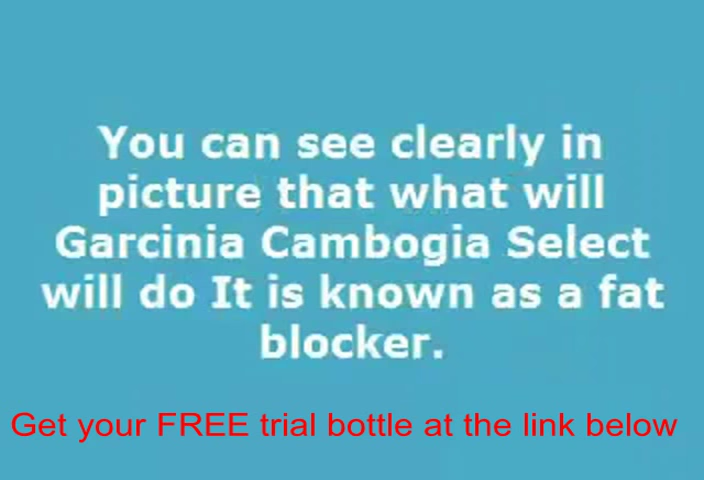 You can see clearly in
picture that what will
Garcinia Cambogia Select
will do It is known as a fat
blocker.
Get your FREE trial bottle at the link below